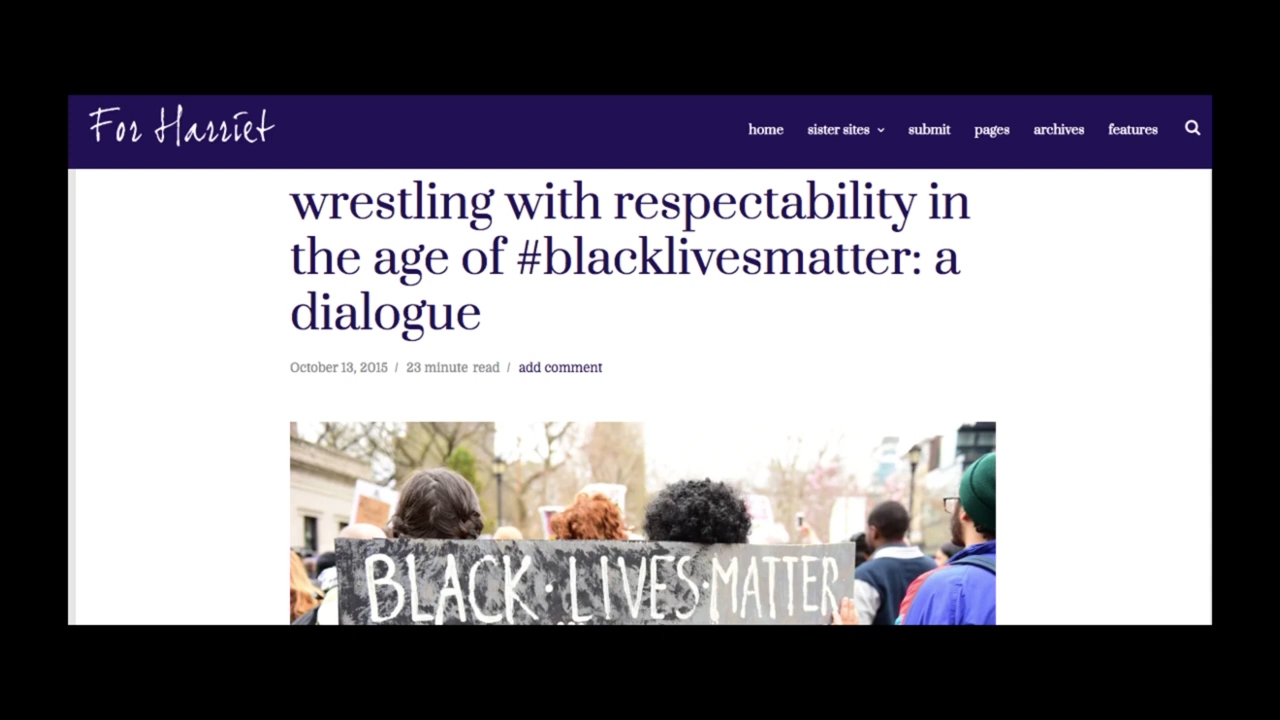 For Harriet
home sister sites submit pages archives features
wrestling with respectability in
the age of #blacklivesmatter: a
dialogue
October 13, 2015 / 23 minute read / add comment
BLACK·LIVES·MATTER